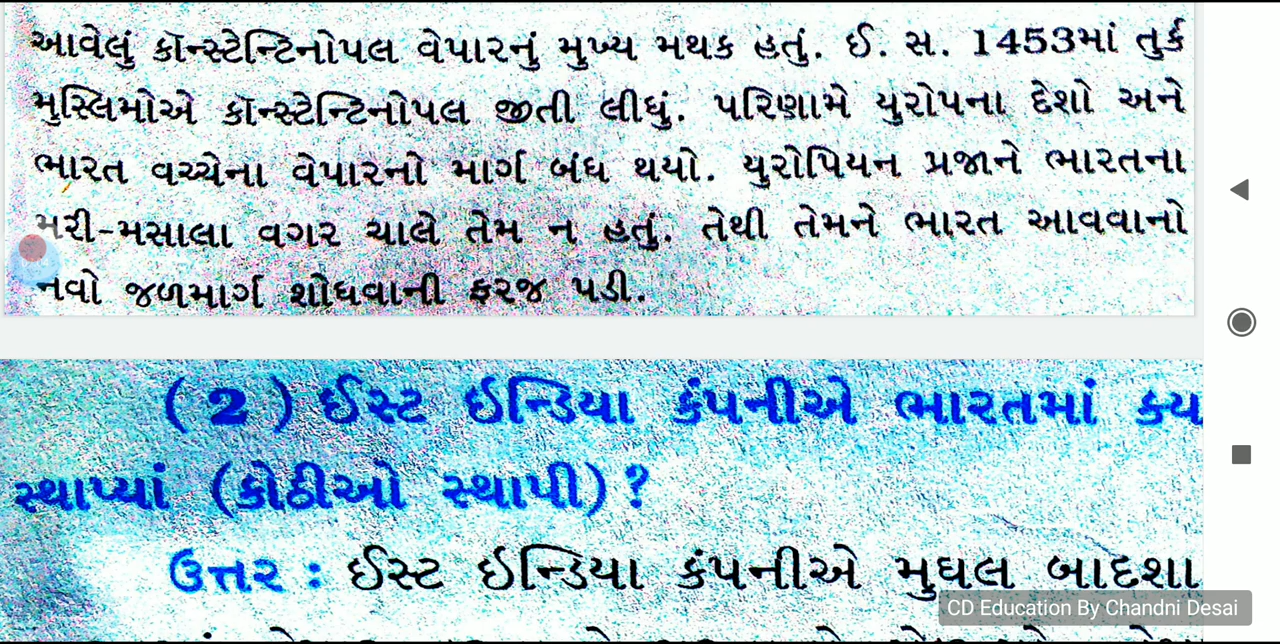 આવેલું કૉન્સ્ટેન્ટિનોપલ વેપારનું મુખ્ય મથક હતું. ઈ. સ. 1453માં તુર્ક
મુસ્લિમોએ કૉન્સ્ટેન્ટિનોપલ જીતી લીધું. પરિણામે યુરોપના દેશો અને
ભારત વચ્ચેના વેપારનો માર્ગ બંધ થયો. યુરોપિયન પ્રજાને ભારતના
મરી-મસાલા વગર ચાલે તેમ ન હતું. તેથી તેમને ભારત આવવાનો
નવો જળમાર્ગ શોધવાની ફરજ પડી.
(2) ઈસ્ટ ઇન્ડિયા કંપનીએ ભારતમાં ક્ય
સ્થાપ્યાં (કોઠીઓ સ્થાપી) ?
ઉત્તર : ઈસ્ટ ઇન્ડિયા કંપનીએ મુઘલ બાદશા
CD Education By Chandni Desai